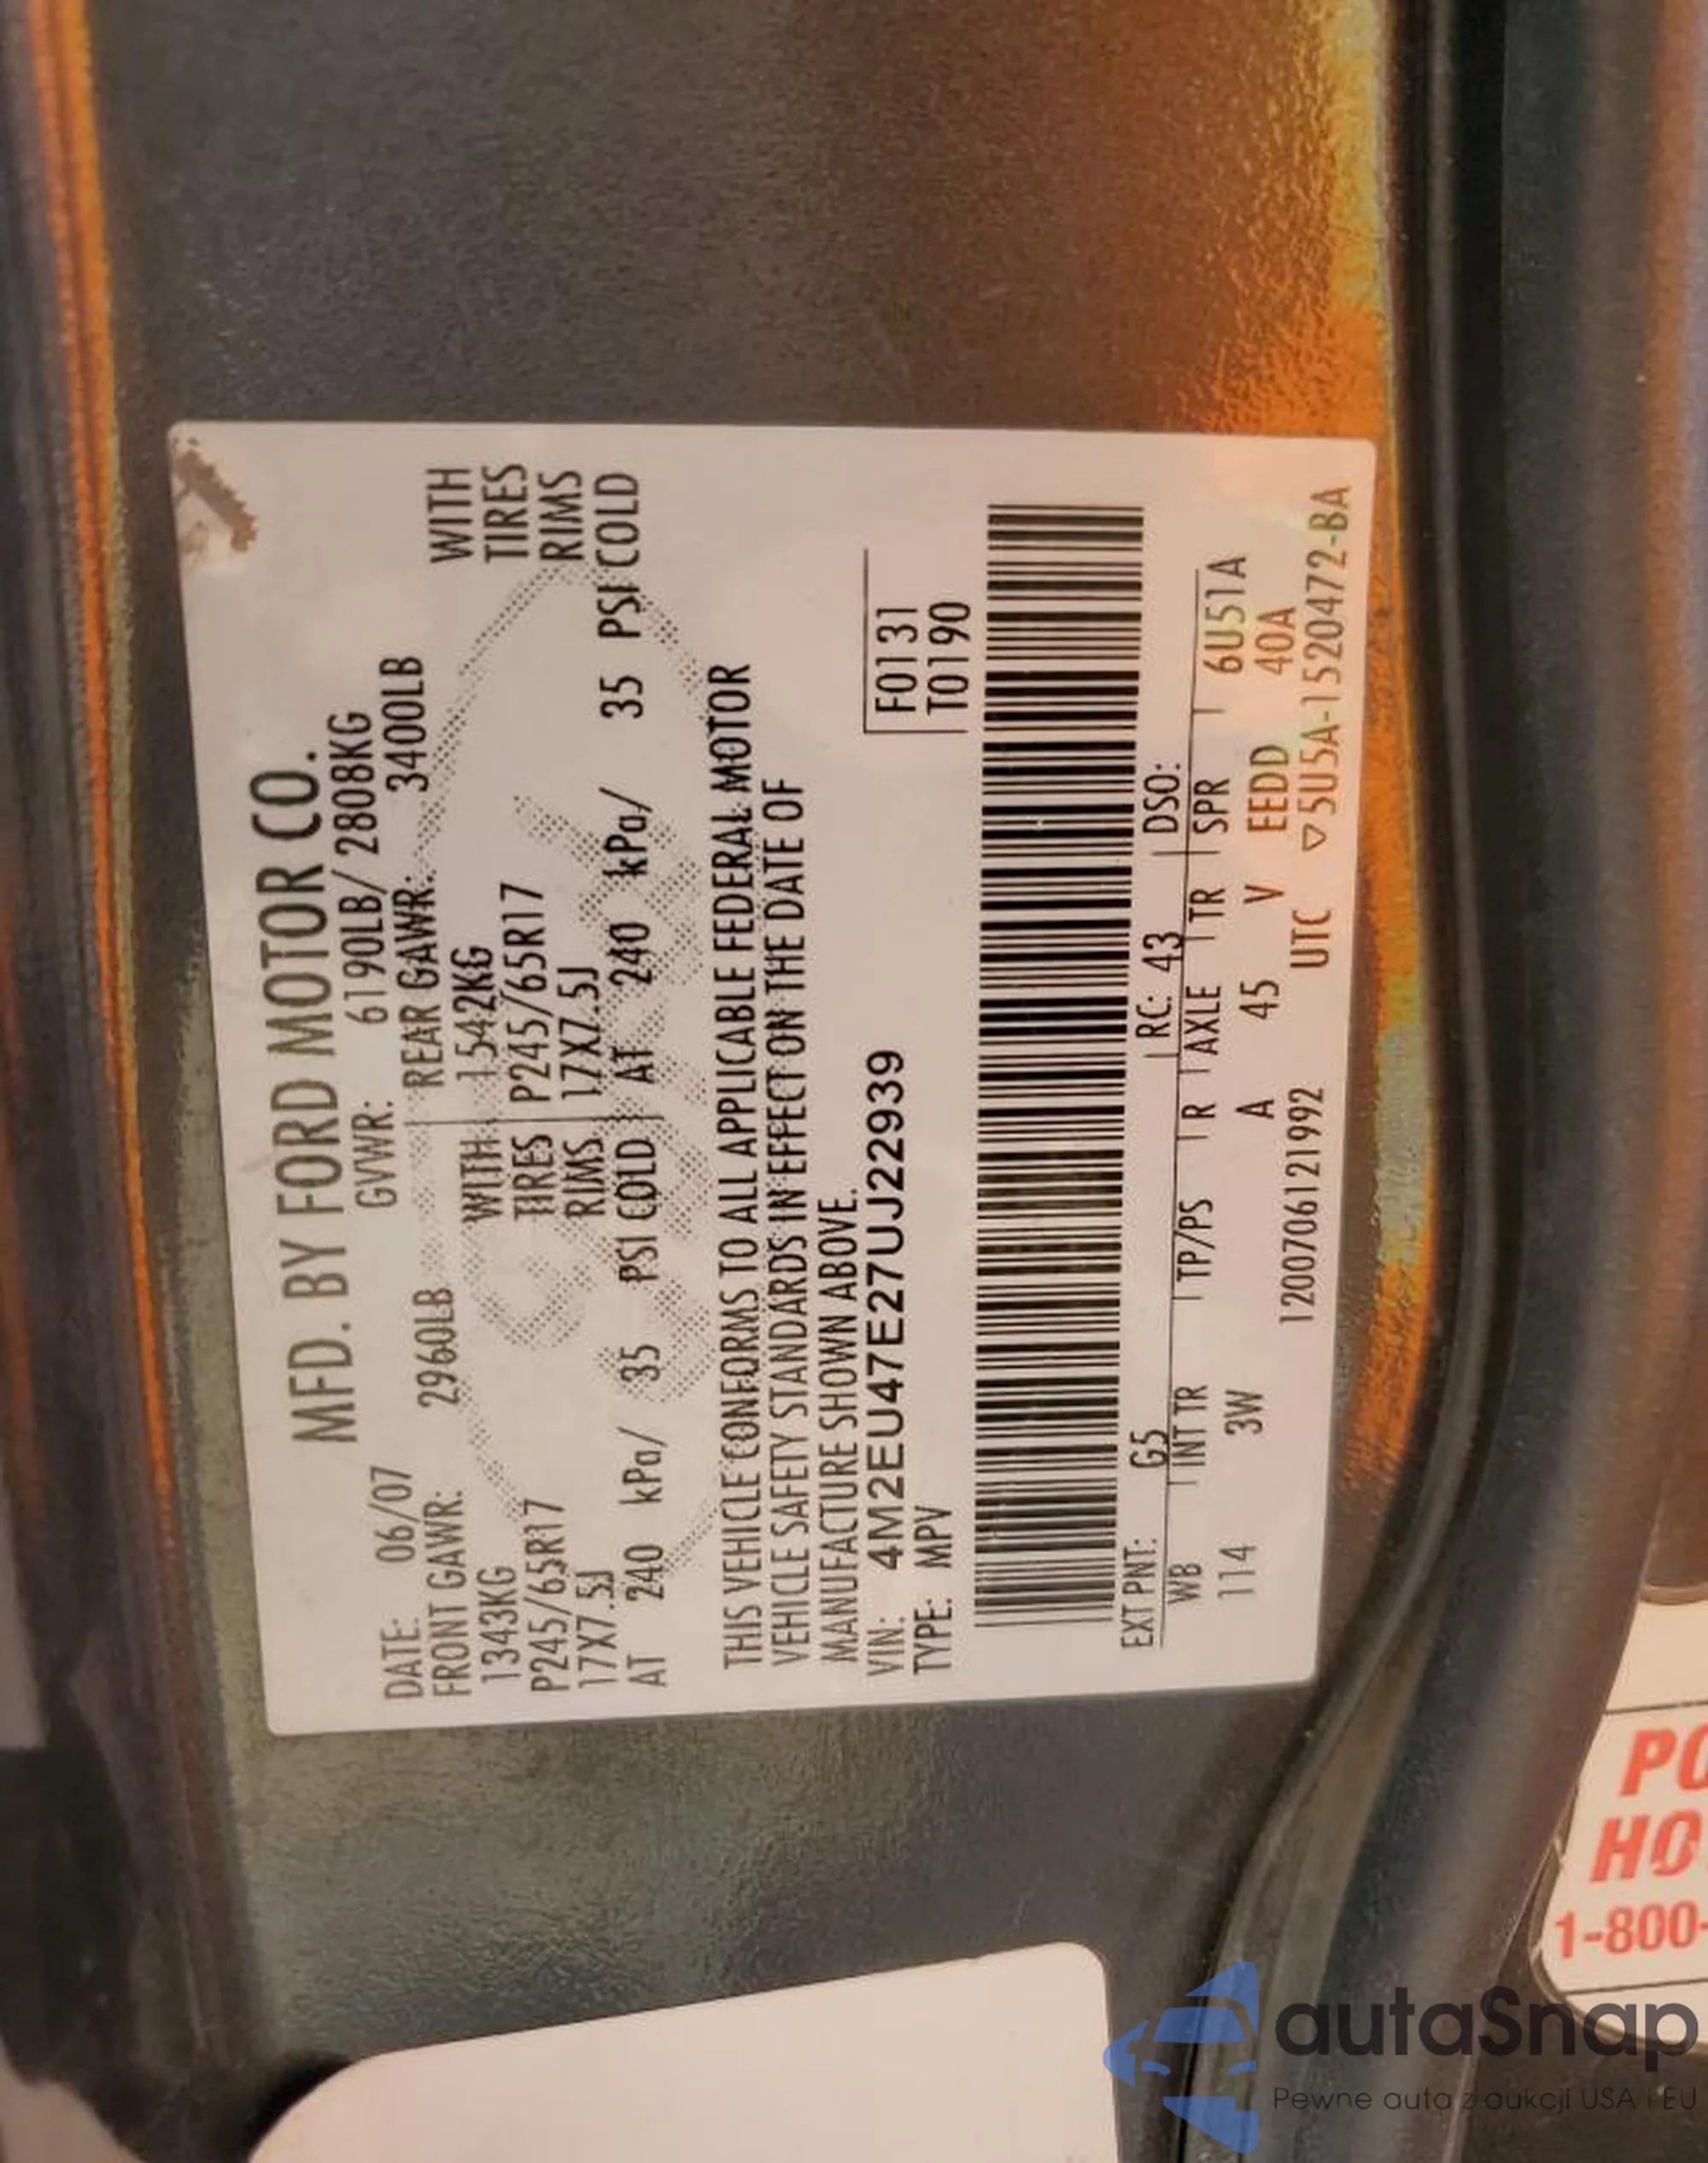 MFD. BY FORD MOTOR CO.
DATE: 06/07 GVWR: 6190LB/ 2808KG
FRONT GAWR: 2960LB REAR GAWR: 3400LB
1343KG WITH 1542KG WITH
P245/65R17 TIRES P245/65R17 TIRES
17X7.5J RIMS 17X7.5J RIMS
AT 240 kPa/ 35 PSI COLD AT 240 kPa/ 35 PSI COLD
THIS VEHICLE CONFORMS TO ALL APPLICABLE FEDERAL MOTOR
VEHICLE SAFETY STANDARDS IN EFFECT ON THE DATE OF
MANUFACTURE SHOWN ABOVE.
VIN: 4M2EU47E27UJ22939 F0131
TYPE: MPV T0190
EXT PNT: G5 RC: 43 DSO:
WB INT TR TP/PS R AXLE TR SPR 6U51A
114 3W A 45 V EEDD 40A
1200706121992 UTC ▽5U5A-1520472-BA
PO
HO
1-800-
autaSnap
Pewne auta z aukcji USA i EU